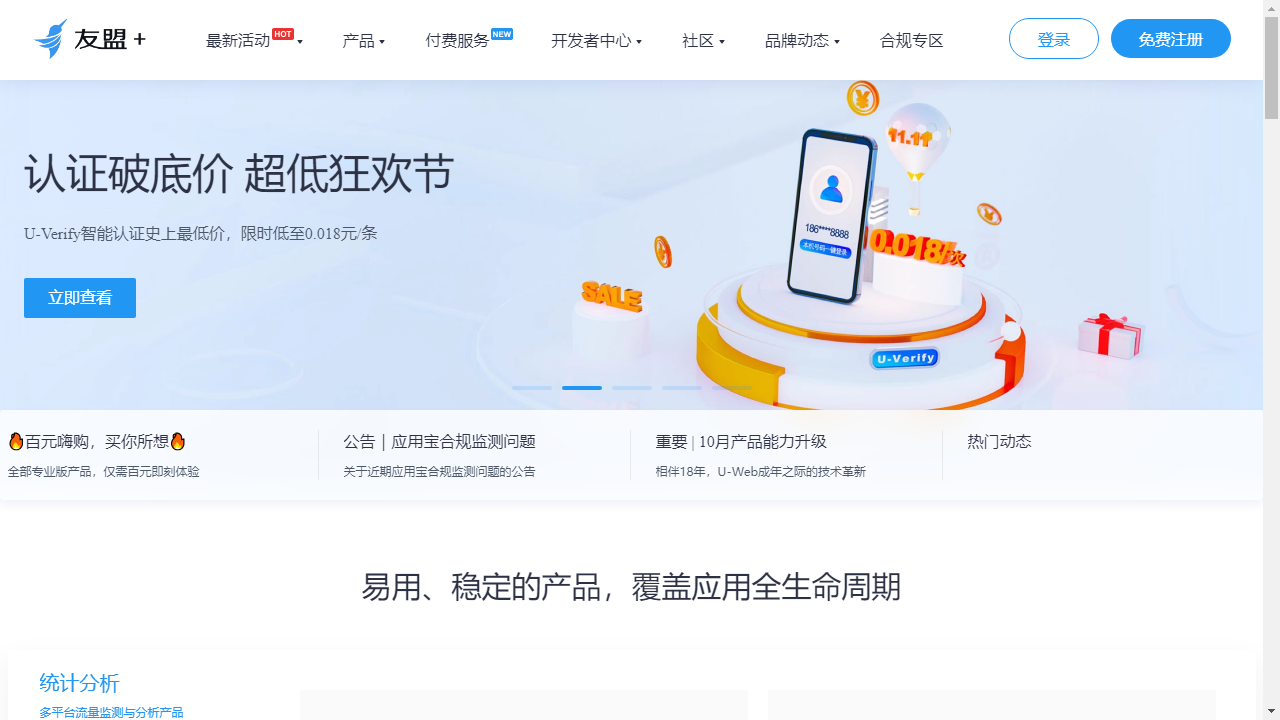 友盟+
最新活动 HOT
产品
付费服务 NEW
开发者中心
社区
品牌动态
合规专区
登录
免费注册
认证破底价 超低狂欢节
U-Verify智能认证史上最低价，限时低至0.018元/条
立即查看
11.11
186****8888
本机号码一键登录
0.018/次
SALE
U-Verify
百元嗨购，买你所想
全部专业版产品，仅需百元即刻体验
公告｜应用宝合规监测问题
关于近期应用宝合规监测问题的公告
重要 | 10月产品能力升级
相伴18年，U-Web成年之际的技术革新
热门动态
易用、稳定的产品，覆盖应用全生命周期
统计分析
多平台流量监测与分析产品